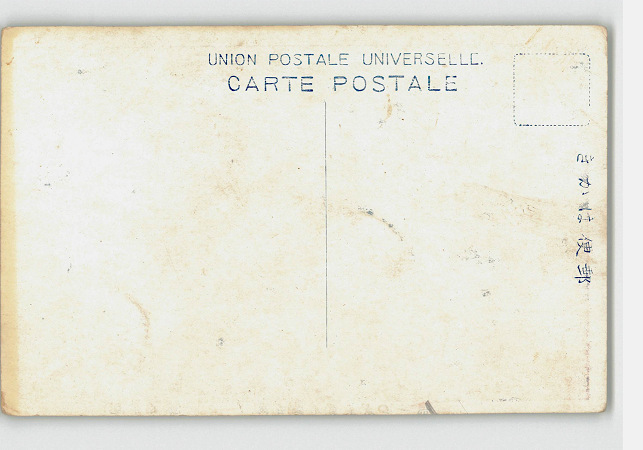 UNION POSTALE UNIVERSELLE.
CARTE POSTALE
郵便はかき